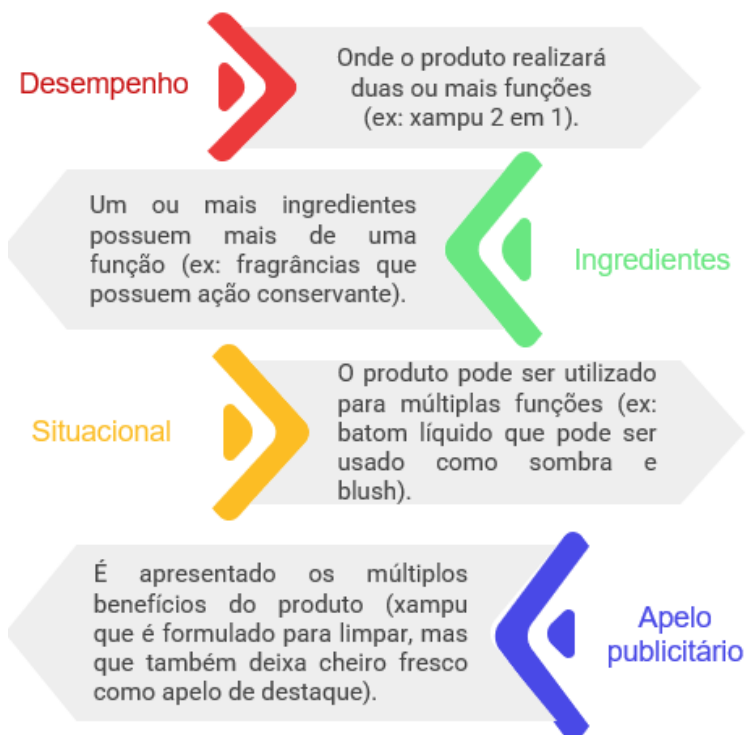 Desempenho
Onde o produto realizará
duas ou mais funções
(ex: xampu 2 em 1).
Um ou mais ingredientes
possuem mais de uma
função (ex: fragrâncias que
possuem ação conservante).
Ingredientes
Situacional
O produto pode ser utilizado
para múltiplas funções (ex:
batom líquido que pode ser
usado como sombra e
blush).
É apresentado os múltiplos
benefícios do produto (xampu
que é formulado para limpar, mas
que também deixa cheiro fresco
como apelo de destaque).
Apelo
publicitário